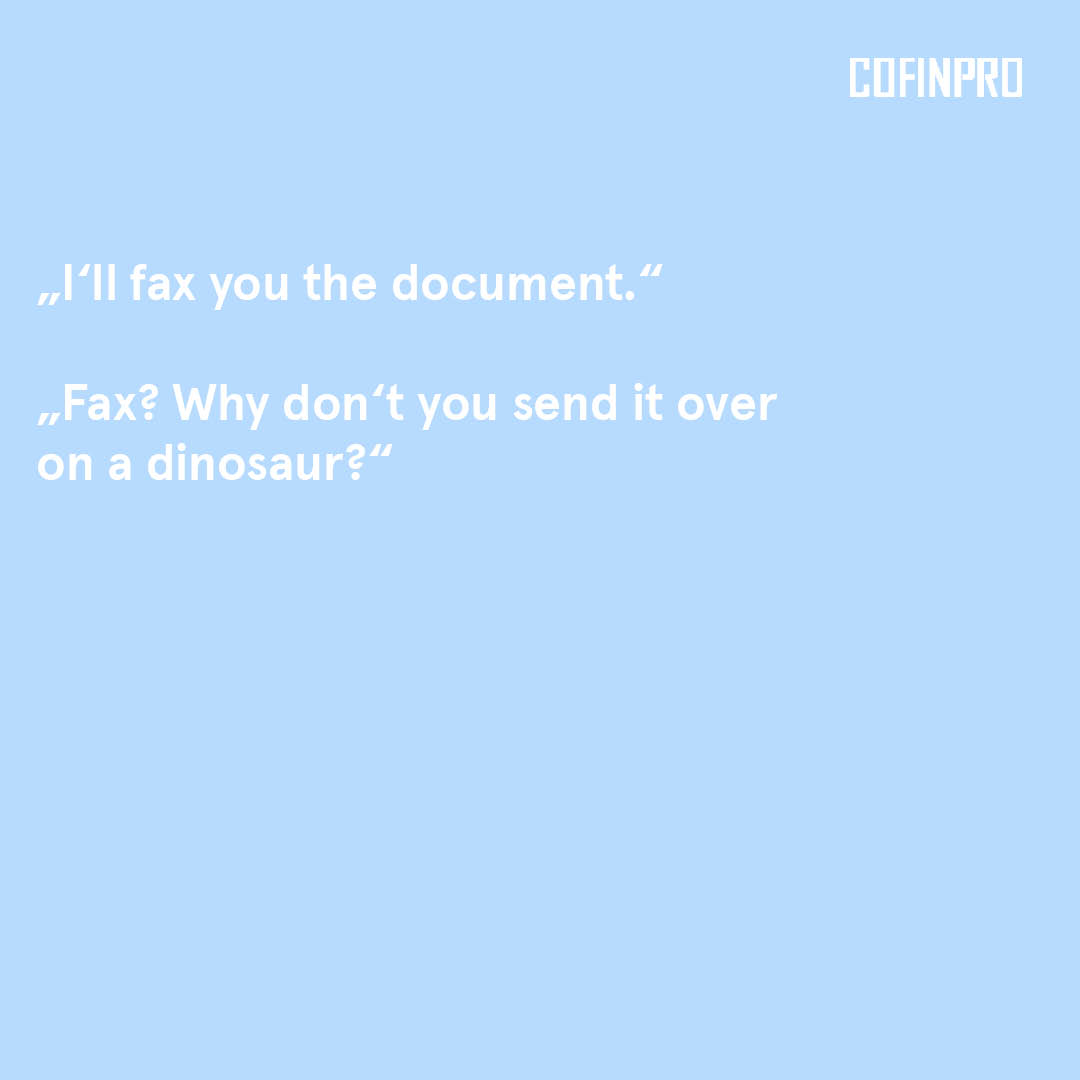 COFINPRO
„I‘ll fax you the document.“
„Fax? Why don‘t you send it over
on a dinosaur?“